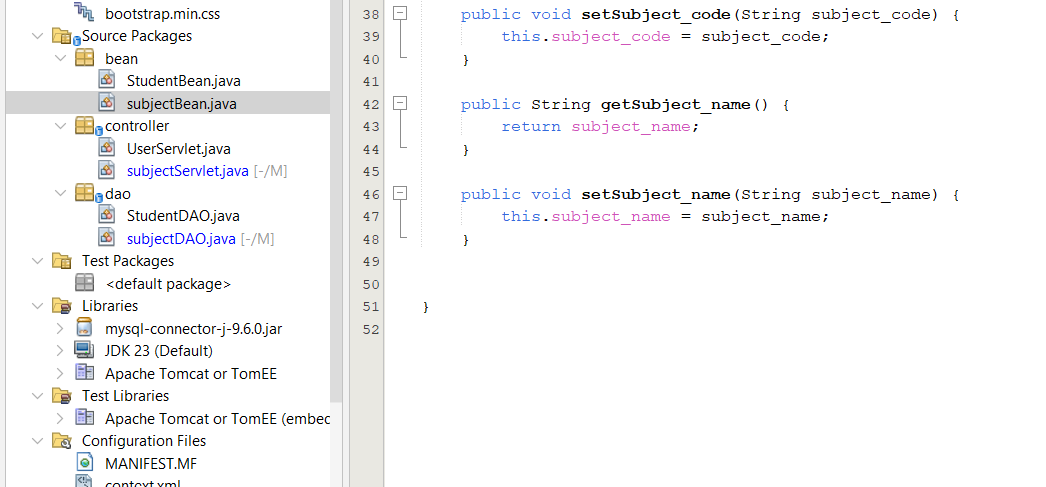 bootstrap.min.css
Source Packages
bean
StudentBean.java
subjectBean.java
controller
UserServlet.java
subjectServlet.java [-/M]
dao
StudentDAO.java
subjectDAO.java [-/M]
Test Packages
<default package>
Libraries
mysql-connector-j-9.6.0.jar
JDK 23 (Default)
Apache Tomcat or TomEE
Test Libraries
Apache Tomcat or TomEE (embec
Configuration Files
MANIFEST.MF
context.xml
38 public void setSubject_code(String subject_code) {
39 this.subject_code = subject_code;
40 }
41
42 public String getSubject_name() {
43 return subject_name;
44 }
45
46 public void setSubject_name(String subject_name) {
47 this.subject_name = subject_name;
48 }
49
50
51 }
52